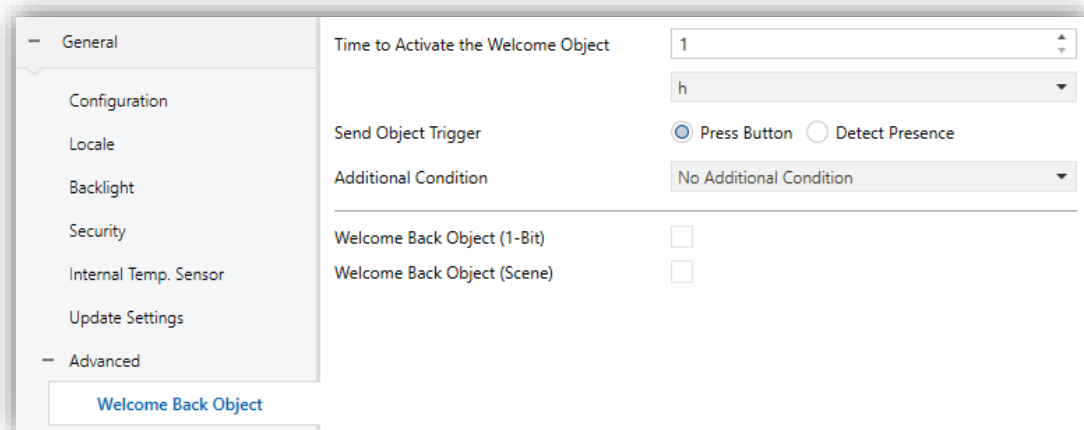 General
Configuration
Locale
Backlight
Security
Internal Temp. Sensor
Update Settings
Advanced
Welcome Back Object
Time to Activate the Welcome Object 1
h
Send Object Trigger Press Button Detect Presence
Additional Condition No Additional Condition
Welcome Back Object (1-Bit)
Welcome Back Object (Scene)